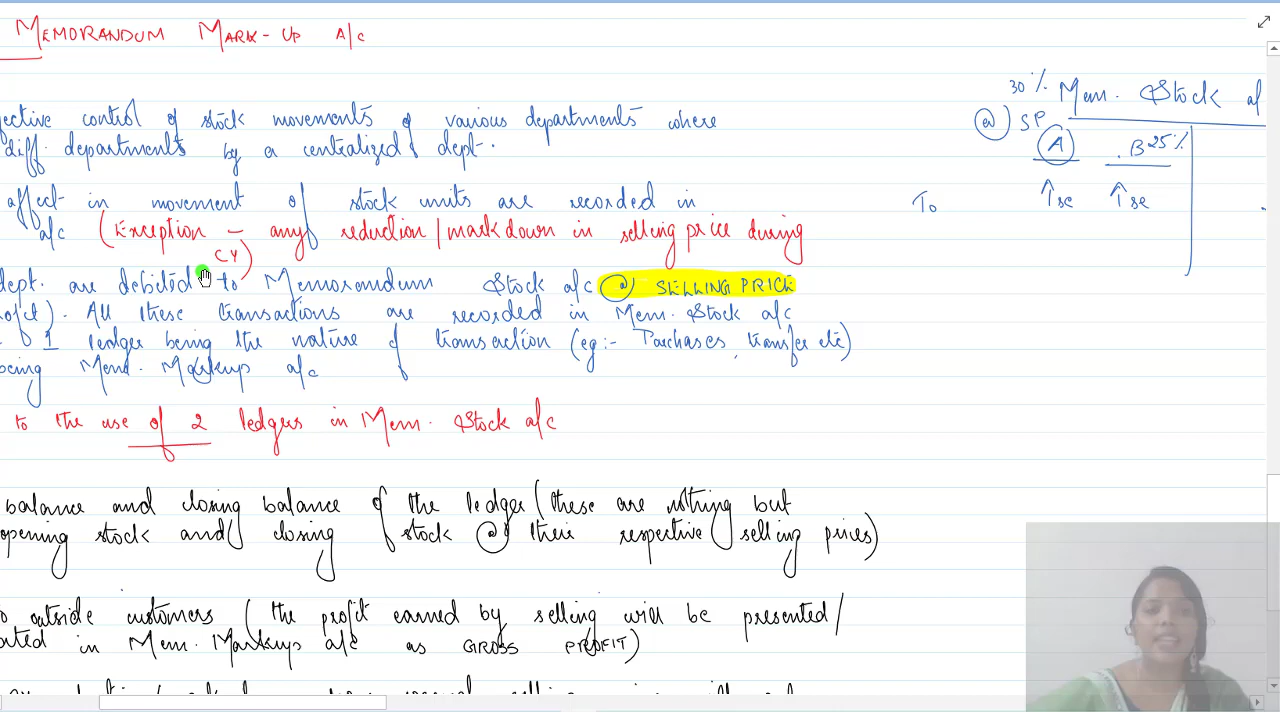 MEMORANDUM MARK-UP A/c
ective control of stock movements of various departments where
diff. departments by a centralized dept.
affect in movement of stock units are recorded in
a/c (Exception - any reduction/markdown in selling price during
CY)
dept. are debited to Memorandum Stock a/c @ SELLING PRICE
ofit). All these transactions are recorded in Mem. Stock a/c
1 ledger being the nature of transaction (eg:- Purchases, transfer etc)
being Mem. Markups a/c
to the use of 2 ledgers in Mem. Stock a/c
balance and closing balance of the ledger (these are nothing but
opening stock and closing stock @ their respective selling prices)
o outside customers (the profit earned by selling will be presented/
in Mem. Markups a/c as GROSS PROFIT)
30% Mem. Stock a/
@ SP
A B 25%
To ↑se ↑se